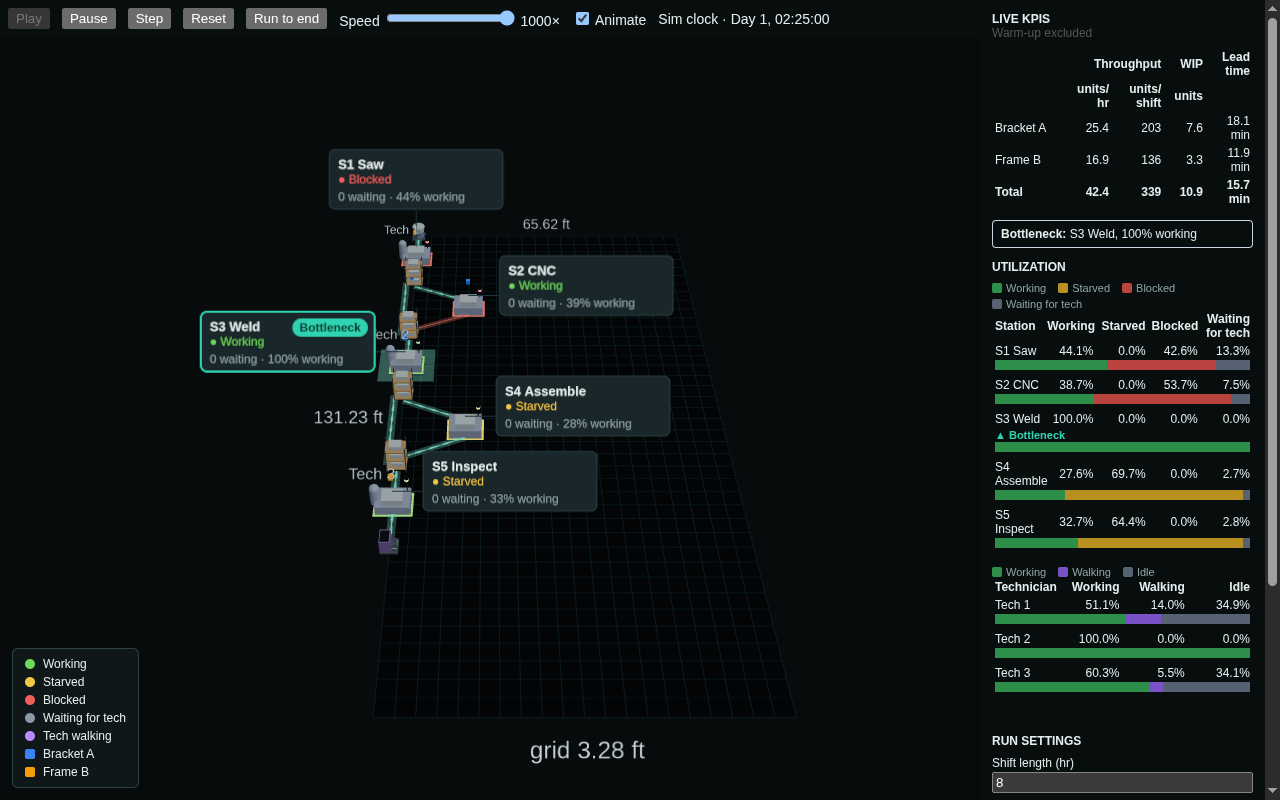 Play Pause Step Reset Run to end Speed 1000× Animate Sim clock · Day 1, 02:25:00
S1 Saw
Blocked
0 waiting · 44% working
Tech
65.62 ft
S2 CNC
Working
0 waiting · 39% working
S3 Weld Bottleneck
Working
0 waiting · 100% working
S4 Assemble
Starved
0 waiting · 28% working
131.23 ft
Tech
S5 Inspect
Starved
0 waiting · 33% working
grid 3.28 ft
Working
Starved
Blocked
Waiting for tech
Tech walking
Bracket A
Frame B
LIVE KPIS
Warm-up excluded
Throughput WIP Lead time
units/hr units/shift units
Bracket A 25.4 203 7.6 18.1 min
Frame B 16.9 136 3.3 11.9 min
Total 42.4 339 10.9 15.7 min
Bottleneck: S3 Weld, 100% working
UTILIZATION
Working Starved Blocked
Waiting for tech
Station Working Starved Blocked Waiting for tech
S1 Saw 44.1% 0.0% 42.6% 13.3%
S2 CNC 38.7% 0.0% 53.7% 7.5%
S3 Weld 100.0% 0.0% 0.0% 0.0%
▲ Bottleneck
S4 Assemble 27.6% 69.7% 0.0% 2.7%
S5 Inspect 32.7% 64.4% 0.0% 2.8%
Working Walking Idle
Technician Working Walking Idle
Tech 1 51.1% 14.0% 34.9%
Tech 2 100.0% 0.0% 0.0%
Tech 3 60.3% 5.5% 34.1%
RUN SETTINGS
Shift length (hr)
8